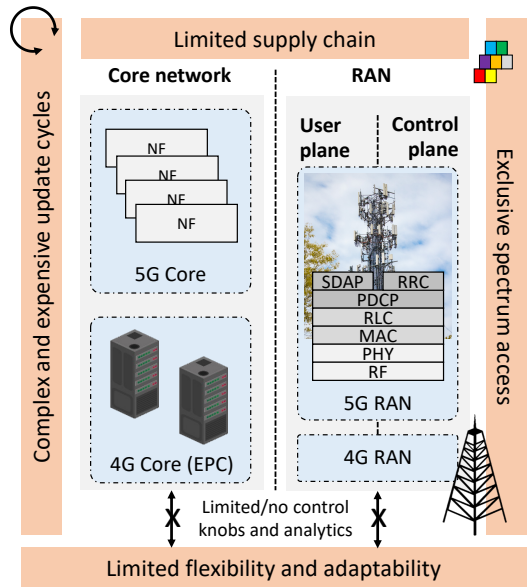 Limited supply chain
Complex and expensive update cycles
Exclusive spectrum access
Core network
RAN
User
plane
Control
plane
NF
NF
NF
NF
5G Core
SDAP
RRC
PDCP
RLC
MAC
PHY
RF
5G RAN
4G Core (EPC)
4G RAN
Limited/no control
knobs and analytics
X
X
Limited flexibility and adaptability